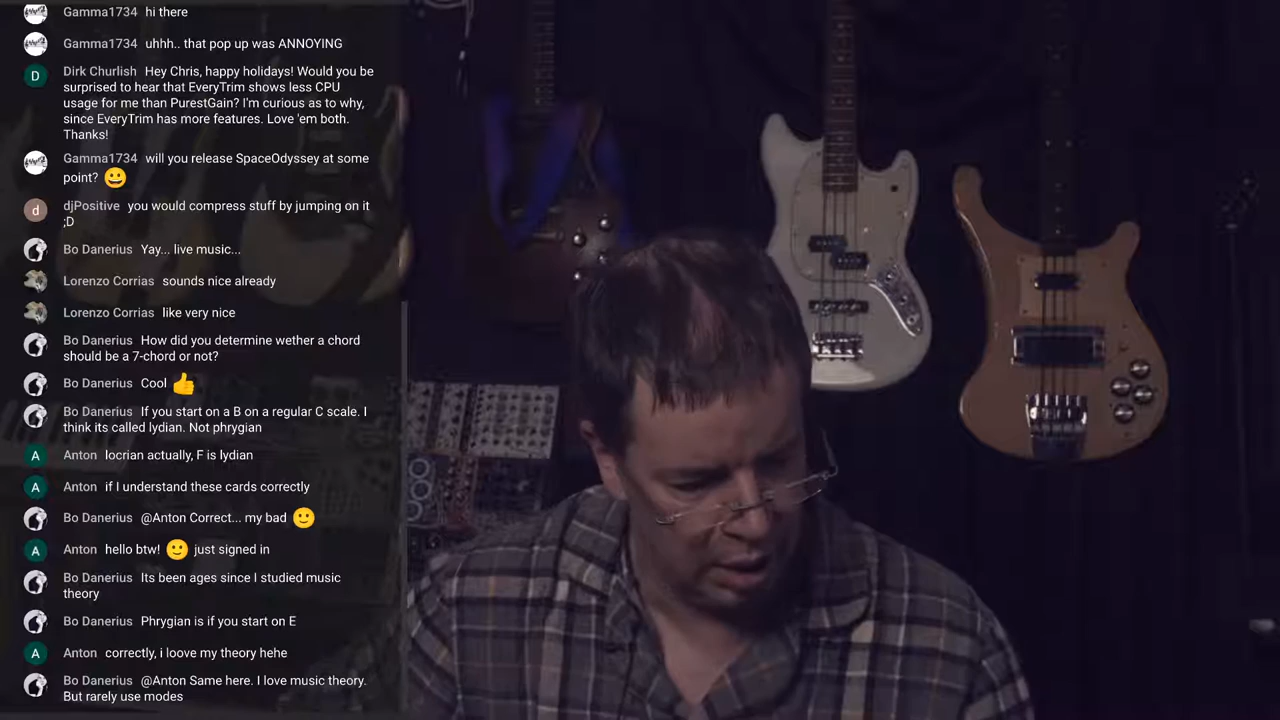 Gamma1734 hi there
Gamma1734 uhhh.. that pop up was ANNOYING
Dirk Churlish Hey Chris, happy holidays! Would you be
surprised to hear that EveryTrim shows less CPU
usage for me than PurestGain? I'm curious as to why,
since EveryTrim has more features. Love 'em both.
Thanks!
Gamma1734 will you release SpaceOdyssey at some
point? 😀
djPositive you would compress stuff by jumping on it
;D
Bo Danerius Yay... live music...
Lorenzo Corrias sounds nice already
Lorenzo Corrias like very nice
Bo Danerius How did you determine wether a chord
should be a 7-chord or not?
Bo Danerius Cool 👍
Bo Danerius If you start on a B on a regular C scale. I
think its called lydian. Not phrygian
Anton locrian actually, F is lydian
Anton if I understand these cards correctly
Bo Danerius @Anton Correct... my bad 🙂
Anton hello btw! 🙂 just signed in
Bo Danerius Its been ages since I studied music
theory
Bo Danerius Phrygian is if you start on E
Anton correctly, i loove my theory hehe
Bo Danerius @Anton Same here. I love music theory.
But rarely use modes